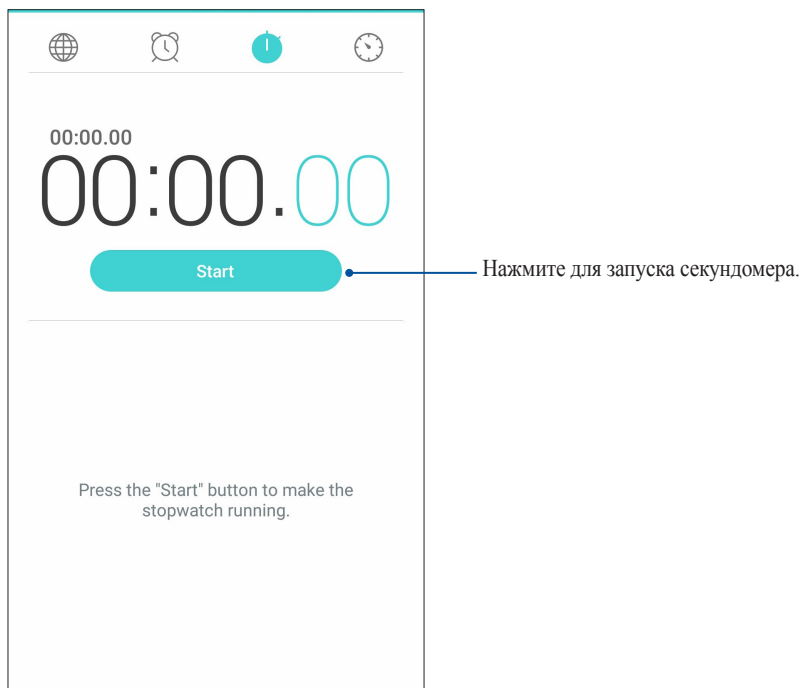 00:00.00
00:00.00
Start
Нажмите для запуска секундомера.
Press the "Start" button to make the
stopwatch running.